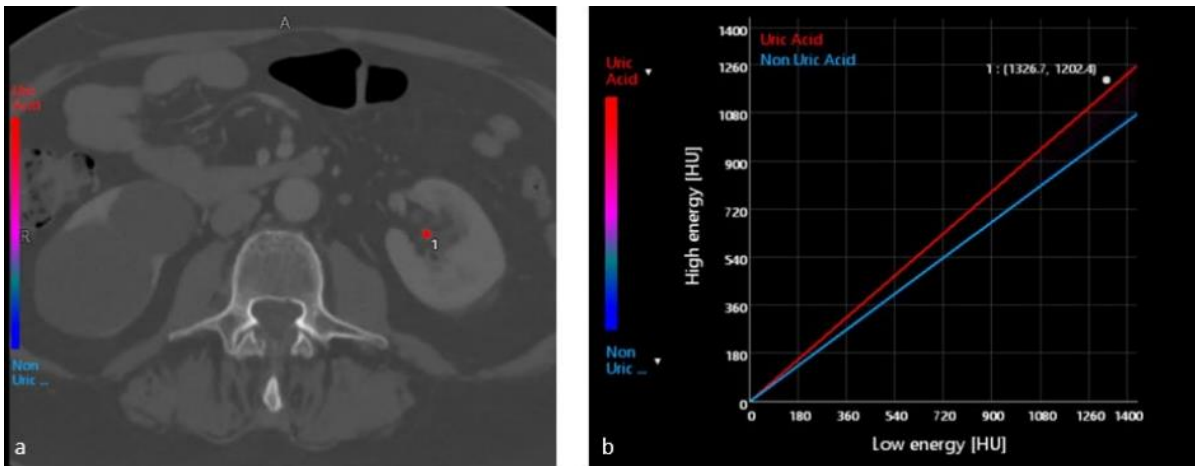 A
Uric
Acid
R
1
Non
Uric ...
a
Uric
Acid
Non
Uric ...
Uric Acid
Non Uric Acid
1 : (1326.7, 1202.4)
High energy [HU]
1400
1260
1080
900
720
540
360
180
0
0 180 360 540 720 900 1080 1260 1400
Low energy [HU]
b